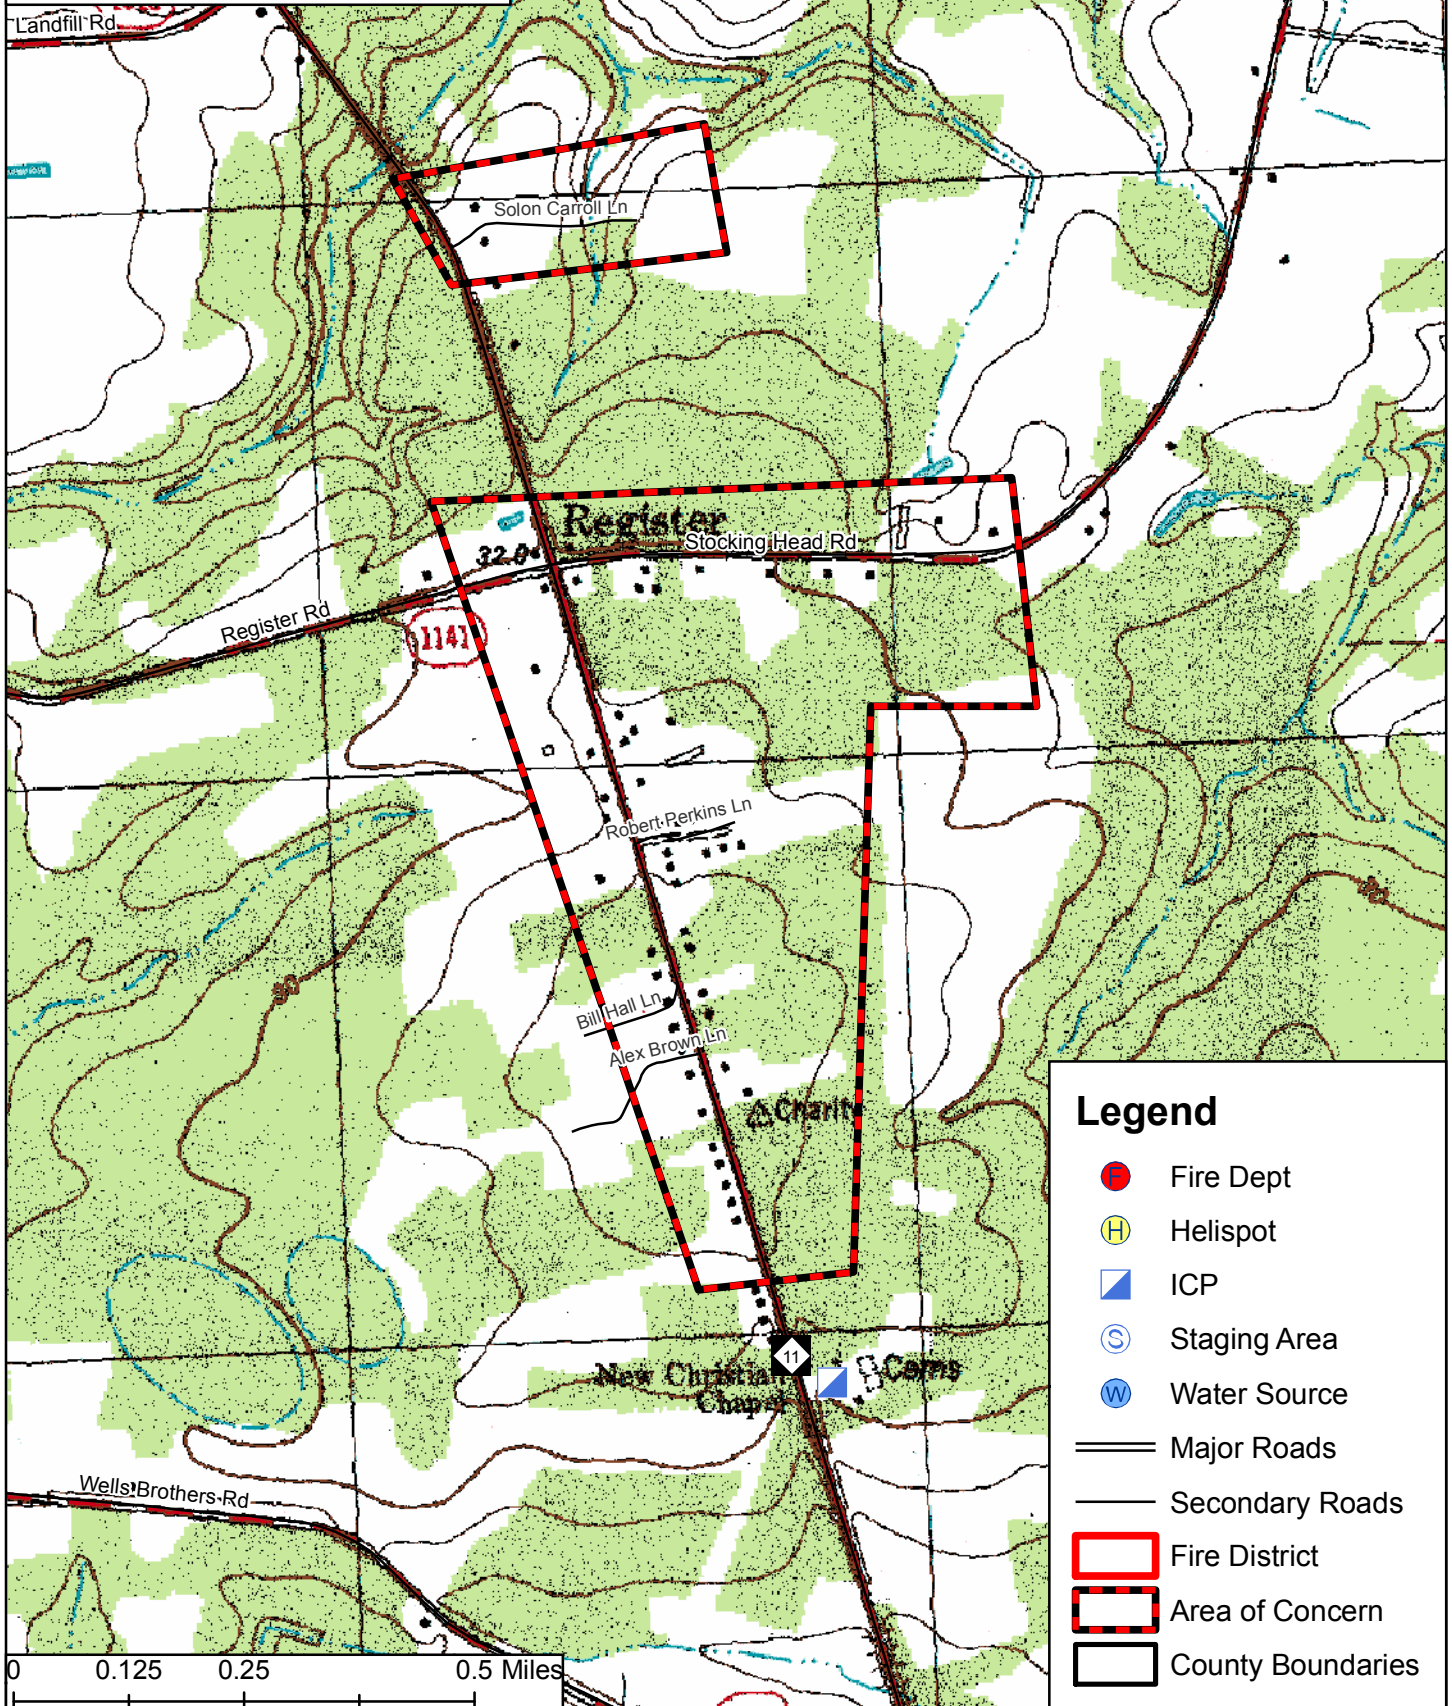 Landfill Rd
Solon Carroll Ln
Register
Stocking Head Rd
32.0
Register Rd
1141
Robert Perkins Ln
30
Bill Hall Ln
Alex Brown Ln
Charity
11
New Christian
Chapel
Cems
Wells Brothers Rd
Legend
F Fire Dept
H Helispot
ICP
S Staging Area
W Water Source
Major Roads
Secondary Roads
Fire District
Area of Concern
County Boundaries
0 0.125 0.25 0.5 Miles